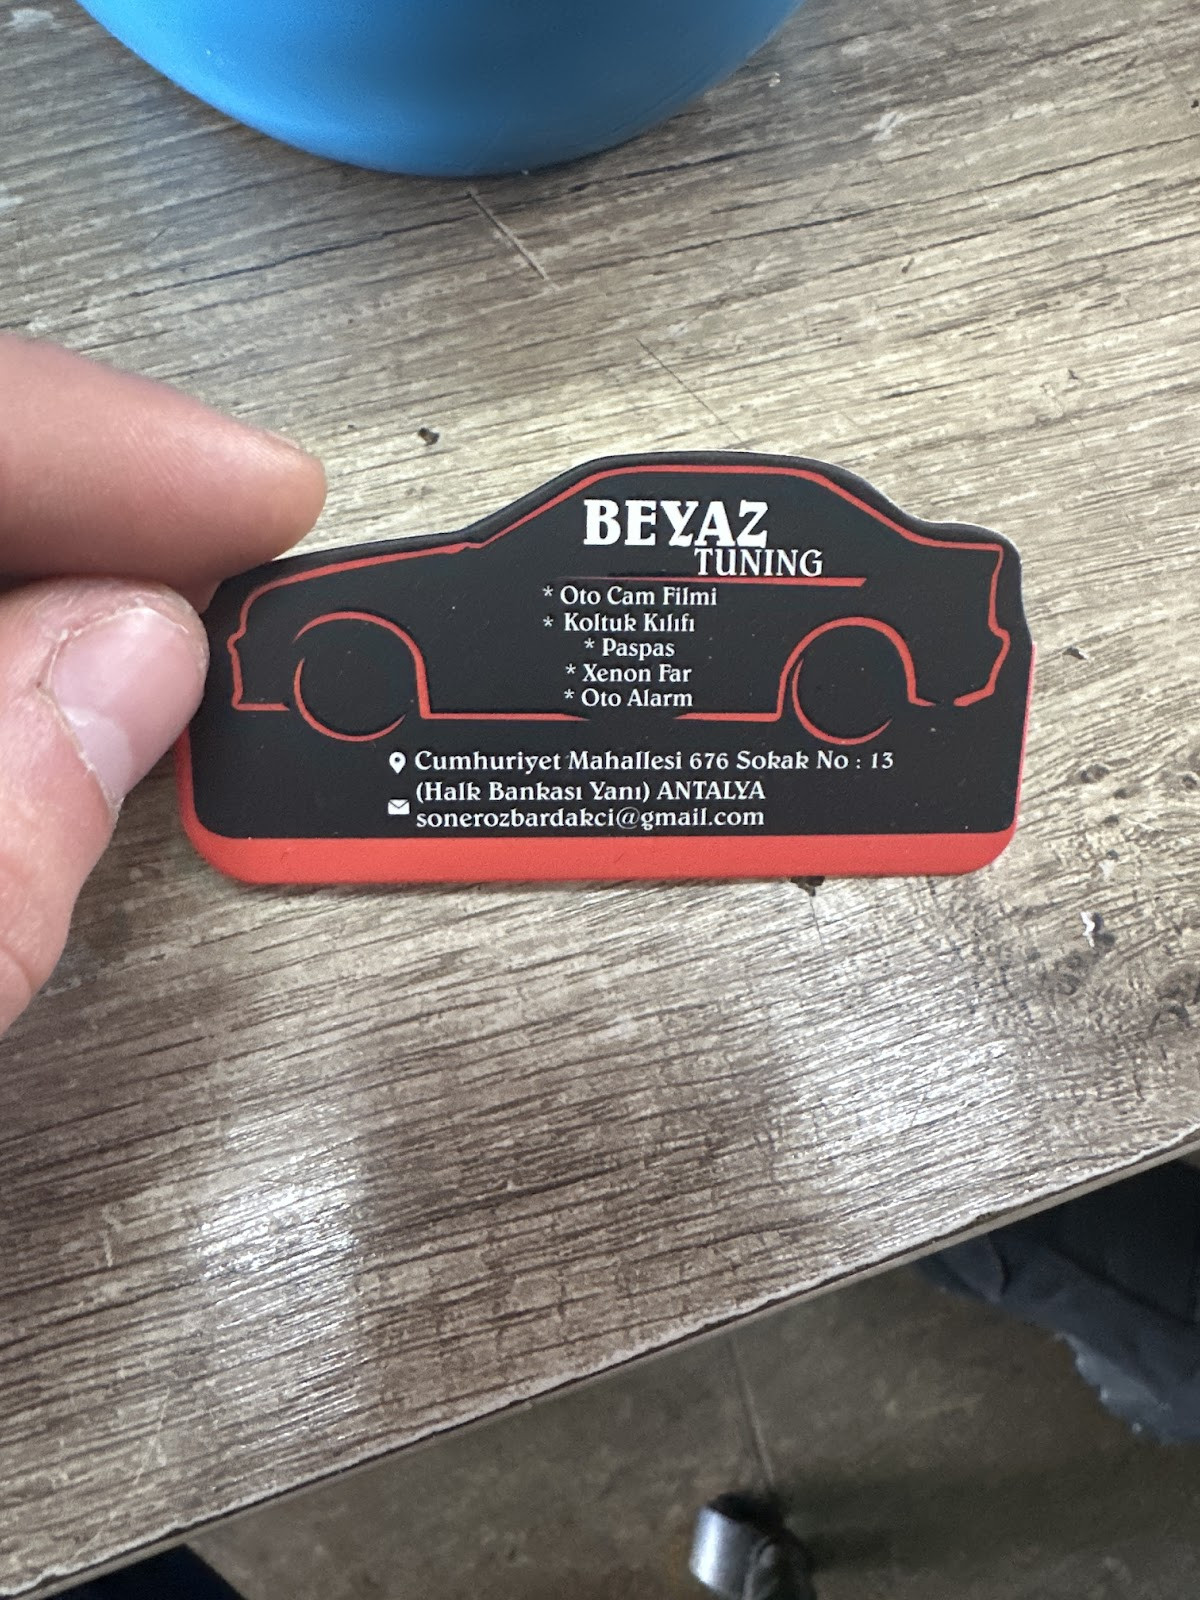 BEYAZ
TUNING
* Oto Cam Filmi
* Koltuk Kılıfı
* Paspas
* Xenon Far
* Oto Alarm
Cumhuriyet Mahallesi 676 Sokak No : 13
(Halk Bankası Yanı) ANTALYA
sonerozbardakci@gmail.com